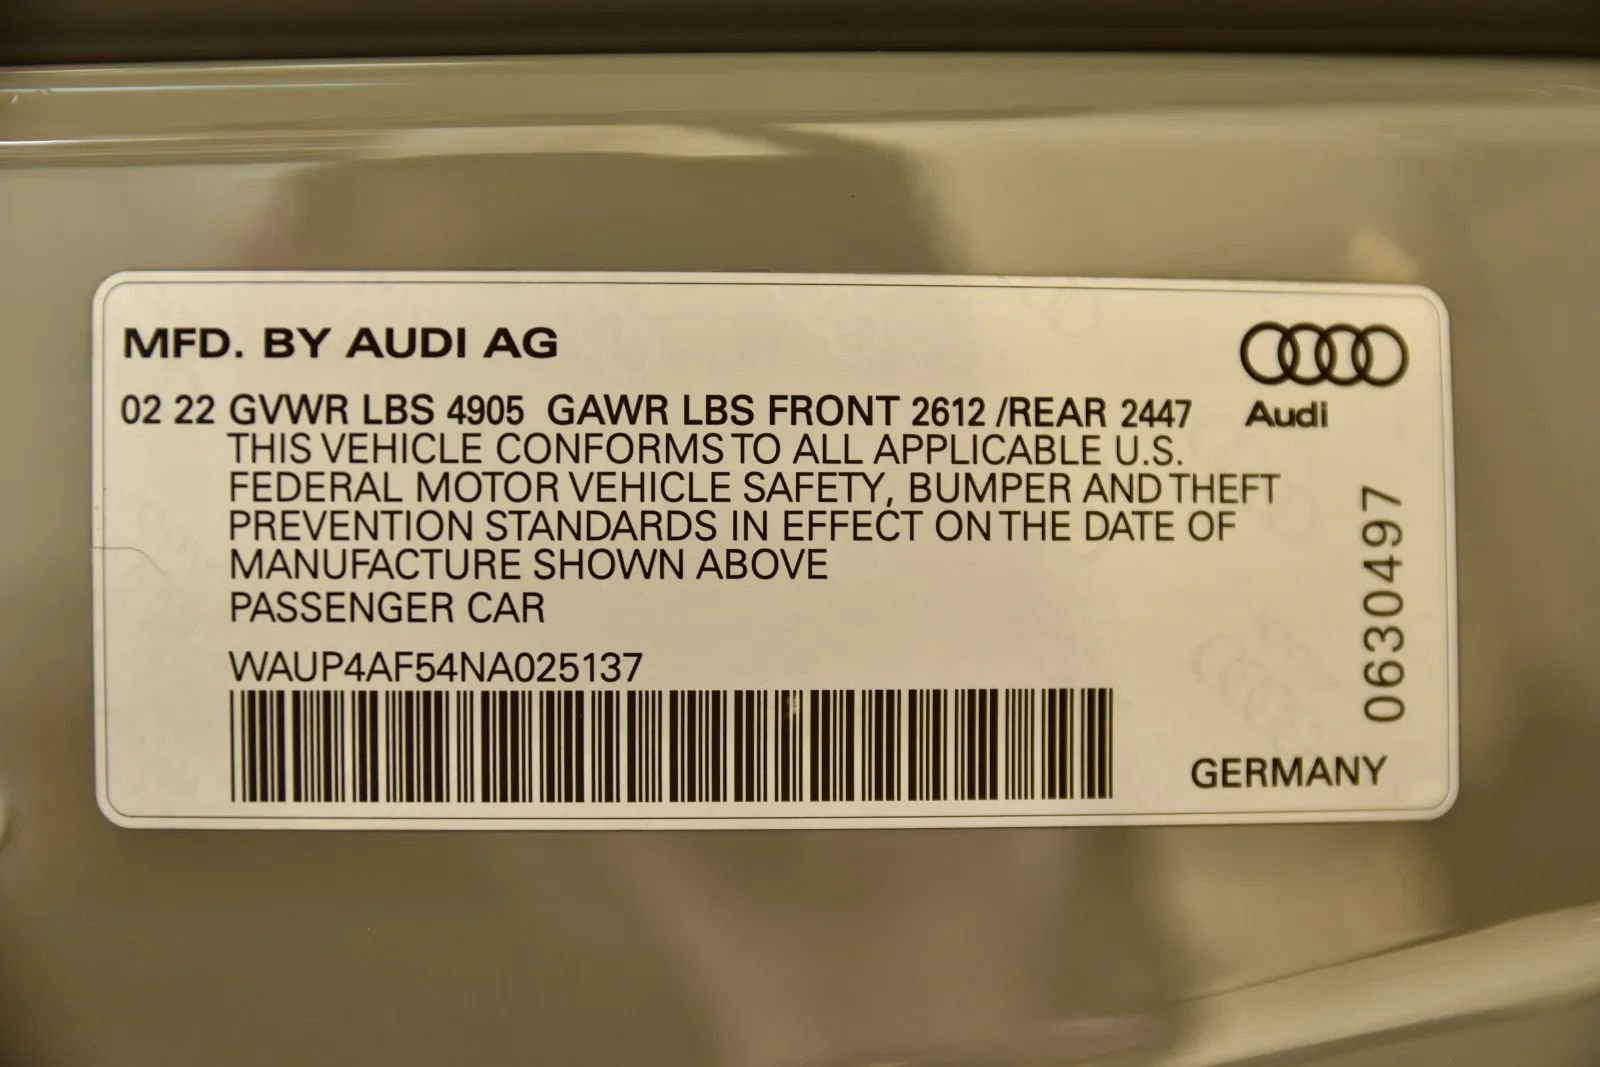 MFD. BY AUDI AG
02 22 GVWR LBS 4905 GAWR LBS FRONT 2612 /REAR 2447
Audi
THIS VEHICLE CONFORMS TO ALL APPLICABLE U.S.
FEDERAL MOTOR VEHICLE SAFETY, BUMPER AND THEFT
PREVENTION STANDARDS IN EFFECT ON THE DATE OF
MANUFACTURE SHOWN ABOVE
PASSENGER CAR
WAUP4AF54NA025137
0630497
GERMANY